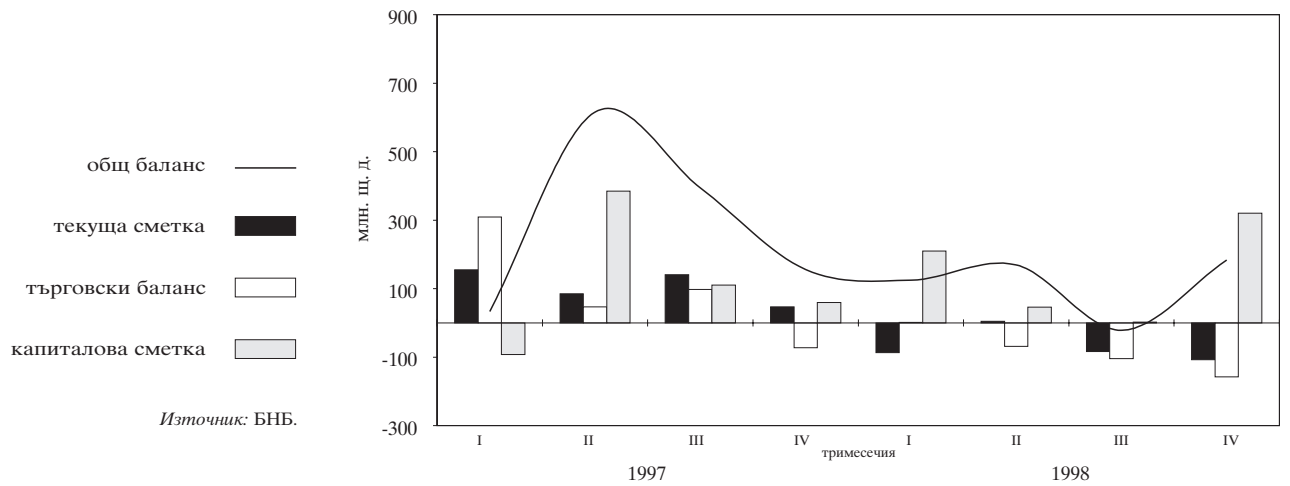 общ баланс
текуща сметка
търговски баланс
капиталова сметка
Източник: БНБ.
млн. щ. д.
900
700
500
300
100
-100
-300
I II III IV I II III IV
тримесечия
1997 1998